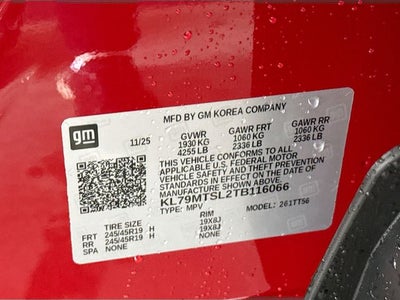 MFD BY GM KOREA COMPANY
gm
11/25 GVWR GAWR FRT GAWR RR
1930 KG 1060 KG 1060 KG
4255 LB 2336 LB 2336 LB
THIS VEHICLE CONFORMS TO ALL
APPLICABLE U.S. FEDERAL MOTOR
VEHICLE SAFETY AND THEFT PREVENTION
STANDARDS IN EFFECT ON THE DATE OF
MANUFACTURE SHOWN ABOVE.
KL79MTSL2TB116066
TYPE: MPV MODEL: 261TT56
TIRE SIZE RIM
FRT 245/45R19 H 19X8J
RR 245/45R19 H 19X8J
SPA NONE NONE